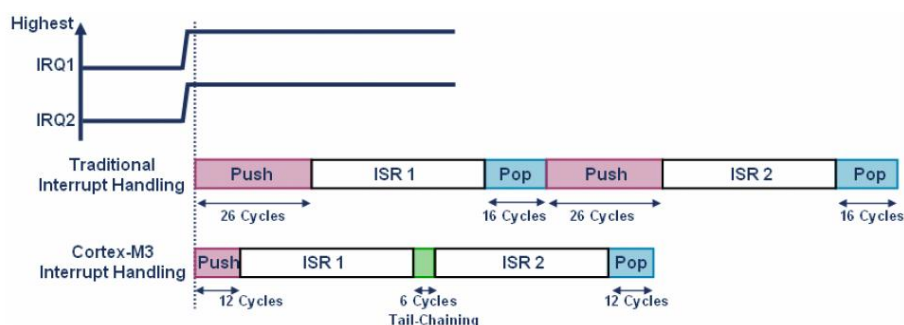 Highest
IRQ1
IRQ2
Traditional
Interrupt Handling
Push
ISR 1
Pop
Push
ISR 2
Pop
26 Cycles
16 Cycles
26 Cycles
16 Cycles
Cortex-M3
Interrupt Handling
Push
ISR 1
ISR 2
Pop
12 Cycles
6 Cycles
12 Cycles
Tail-Chaining